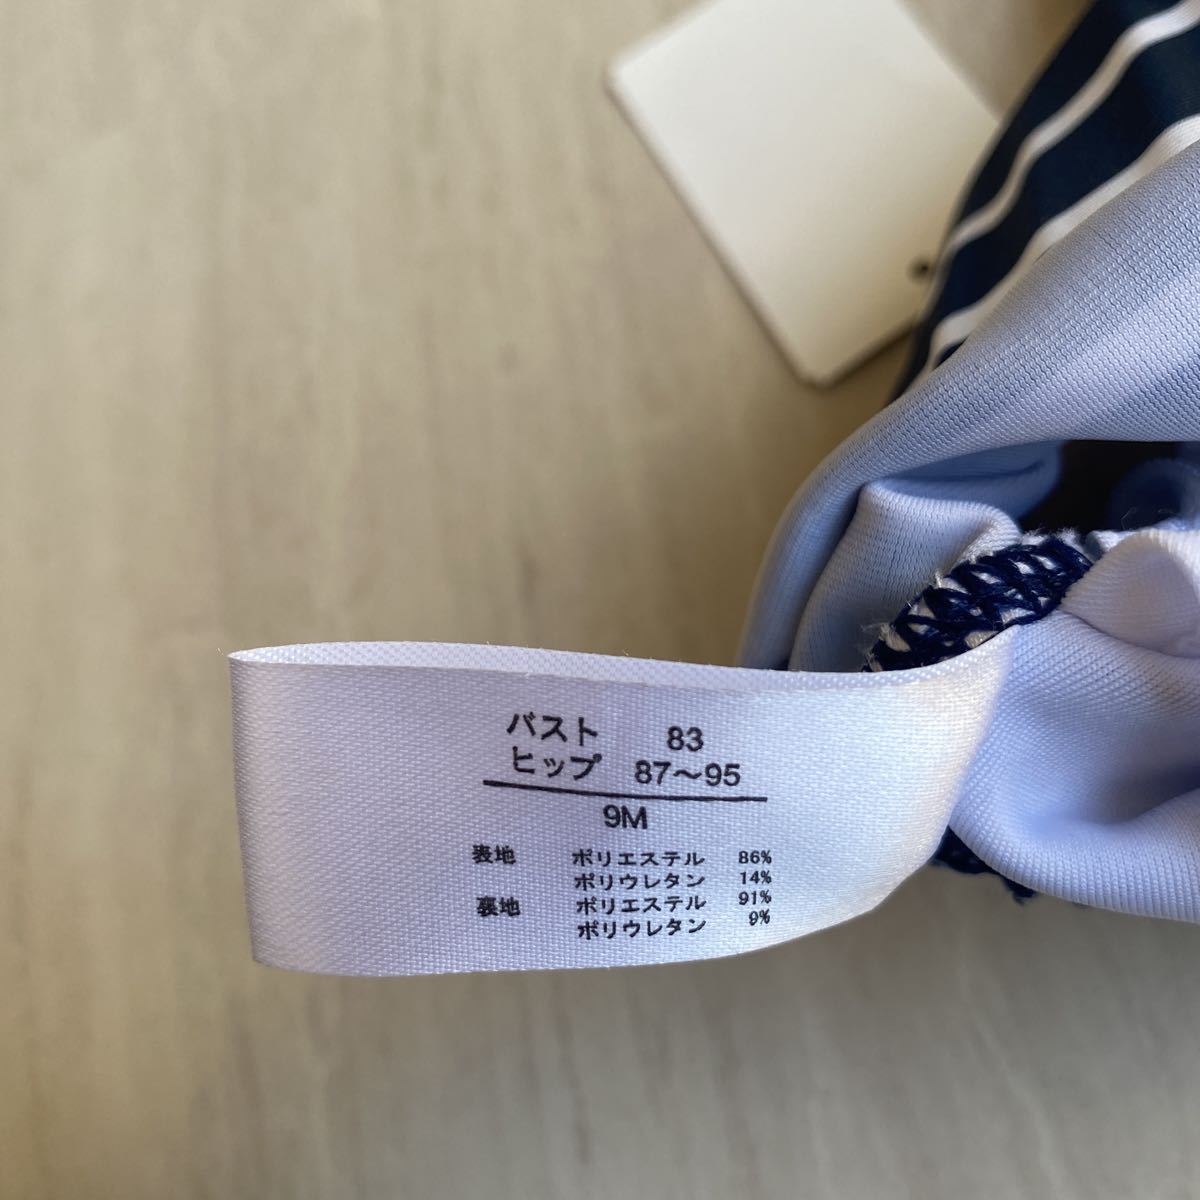 バスト 83
ヒップ 87〜95
9M
表地 ポリエステル 86%
ポリウレタン 14%
裏地 ポリエステル 91%
ポリウレタン 9%